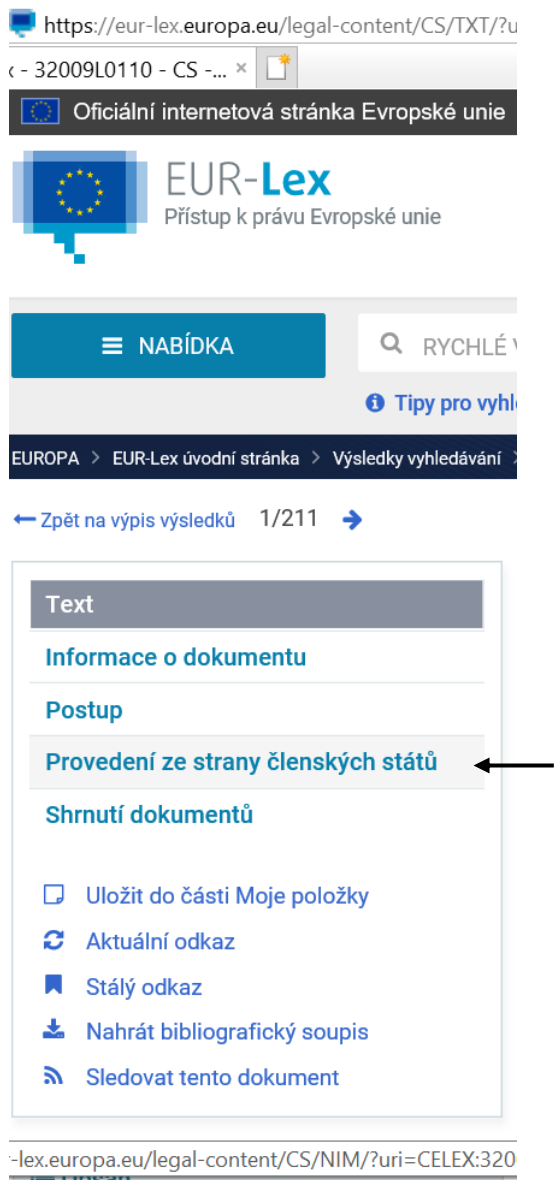 https://eur-lex.europa.eu/legal-content/CS/TXT/?u
- 32009L0110 - CS -... ×
Oficiální internetová stránka Evropské unie
EUR-Lex
Přístup k právu Evropské unie
NABÍDKA
RYCHLÉ
Tipy pro vyhl
EUROPA > EUR-Lex úvodní stránka > Výsledky vyhledávání >
Zpět na výpis výsledků 1/211
Text
Informace o dokumentu
Postup
Provedení ze strany členských států
Shrnutí dokumentů
Uložit do části Moje položky
Aktuální odkaz
Stálý odkaz
Nahrát bibliografický soupis
Sledovat tento dokument
-lex.europa.eu/legal-content/CS/NIM/?uri=CELEX:320